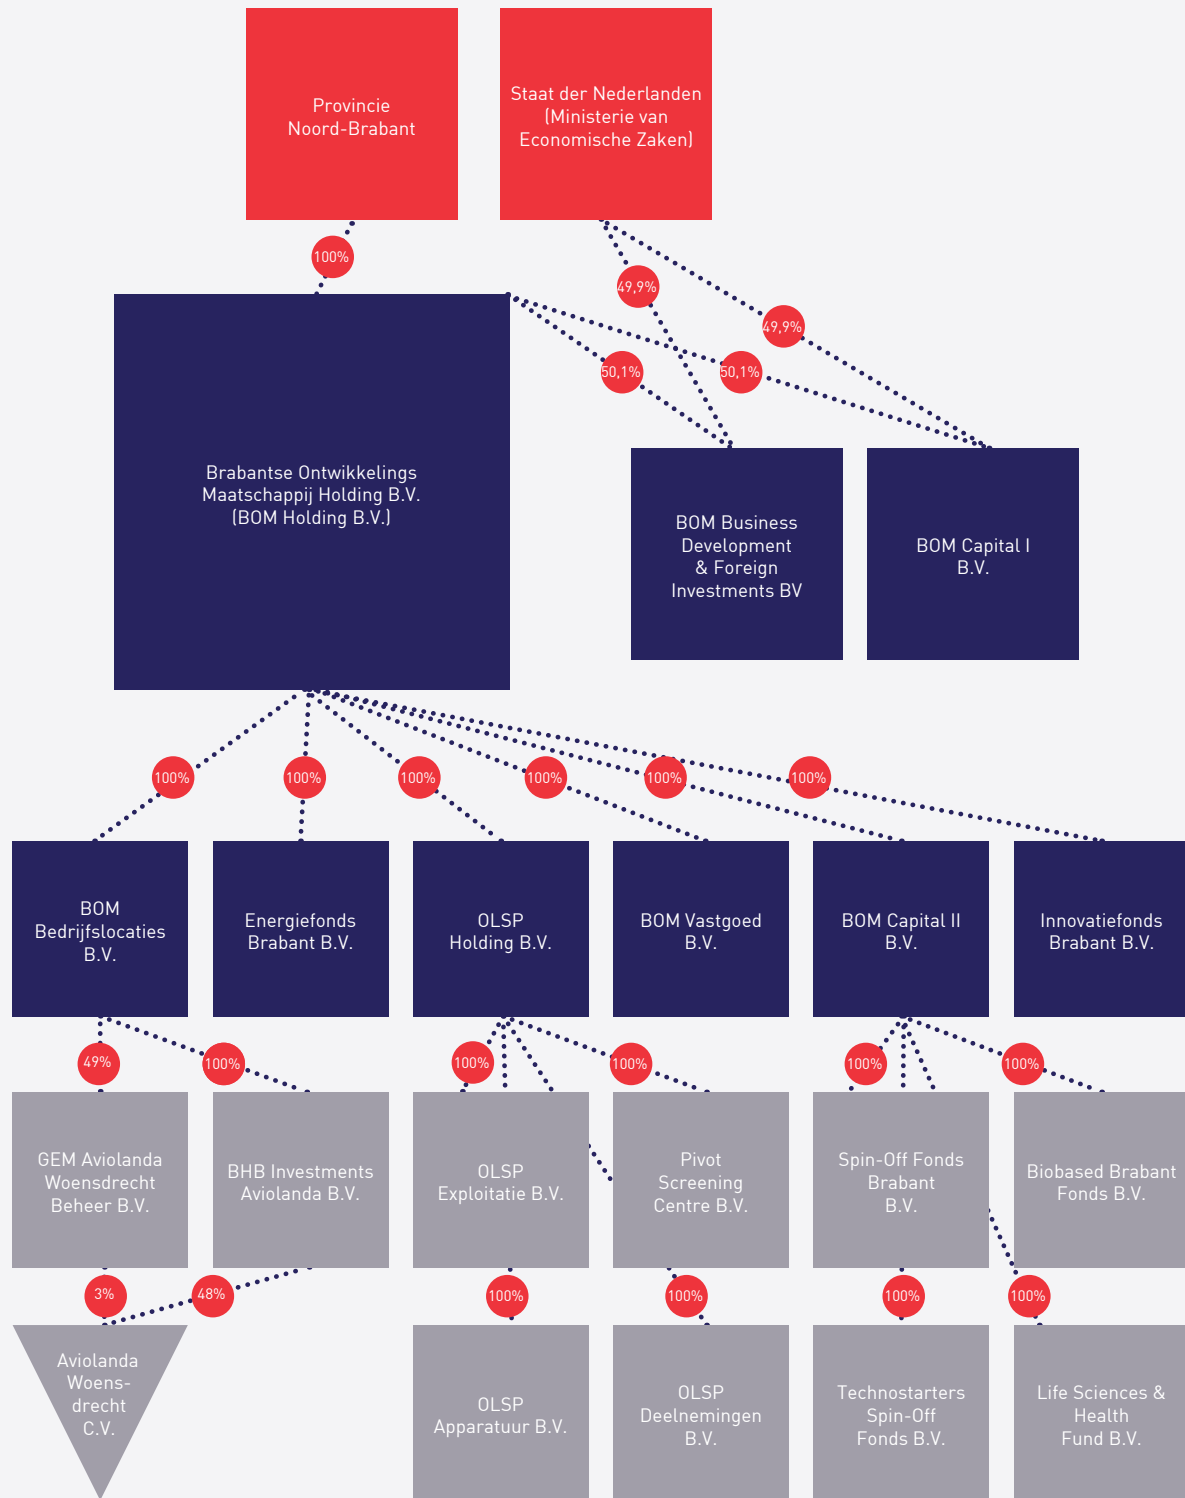 Provincie
Noord-Brabant
Staat der Nederlanden
(Ministerie van
Economische Zaken)
100%
49,9%
49,9%
50,1%
50,1%
Brabantse Ontwikkelings
Maatschappij Holding B.V.
(BOM Holding B.V.)
BOM Business
Development
& Foreign
Investments BV
BOM Capital I
B.V.
100%
100%
100%
100%
100%
100%
BOM
Bedrijfslocaties
B.V.
Energiefonds
Brabant B.V.
OLSP
Holding B.V.
BOM Vastgoed
B.V.
BOM Capital II
B.V.
Innovatiefonds
Brabant B.V.
49%
100%
100%
100%
100%
100%
GEM Aviolanda
Woensdrecht
Beheer B.V.
BHB Investments
Aviolanda B.V.
OLSP
Exploitatie B.V.
Pivot
Screening
Centre B.V.
Spin-Off Fonds
Brabant
B.V.
Biobased Brabant
Fonds B.V.
3%
48%
100%
100%
100%
100%
Aviolanda
Woens-
drecht
C.V.
OLSP
Apparatuur B.V.
OLSP
Deelnemingen
B.V.
Technostarters
Spin-Off
Fonds B.V.
Life Sciences &
Health
Fund B.V.